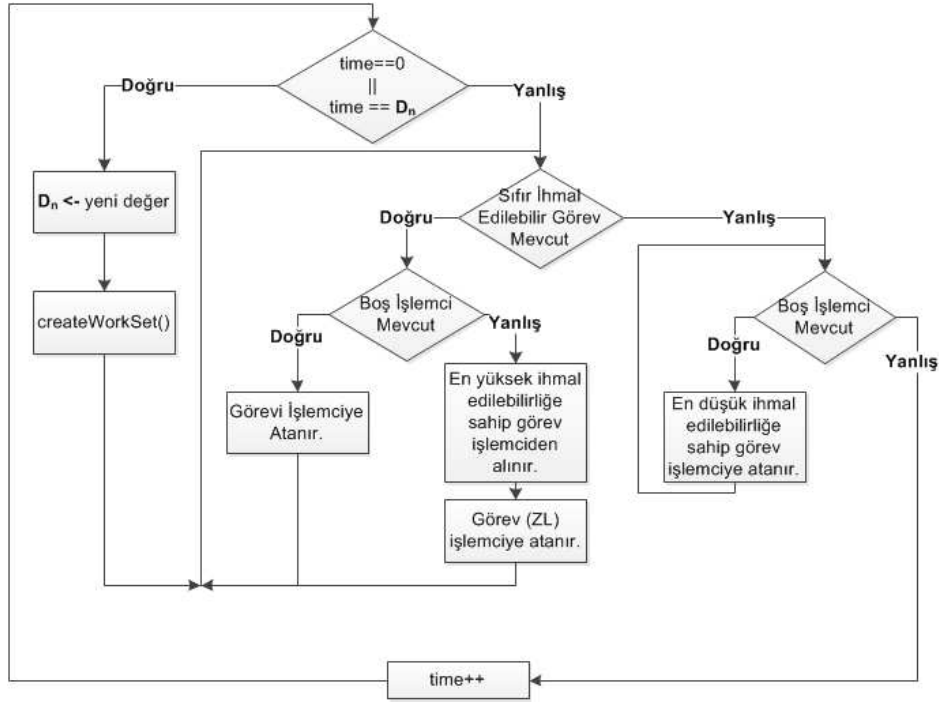 time==0
||
time == Dₙ
Doğru
Yanlış
Dₙ <- yeni değer
createWorkSet()
Sıfır İhmal
Edilebilir Görev
Mevcut
Doğru
Yanlış
Boş İşlemci
Mevcut
Doğru
Yanlış
Görevi İşlemciye
Atanır.
En yüksek ihmal
edilebilirliğe
sahip görev
işlemciden
alınır.
Görev (ZL)
işlemciye atanır.
Boş İşlemci
Mevcut
Doğru
Yanlış
En düşük ihmal
edilebilirliğe
sahip görev
işlemciye atanır.
time++